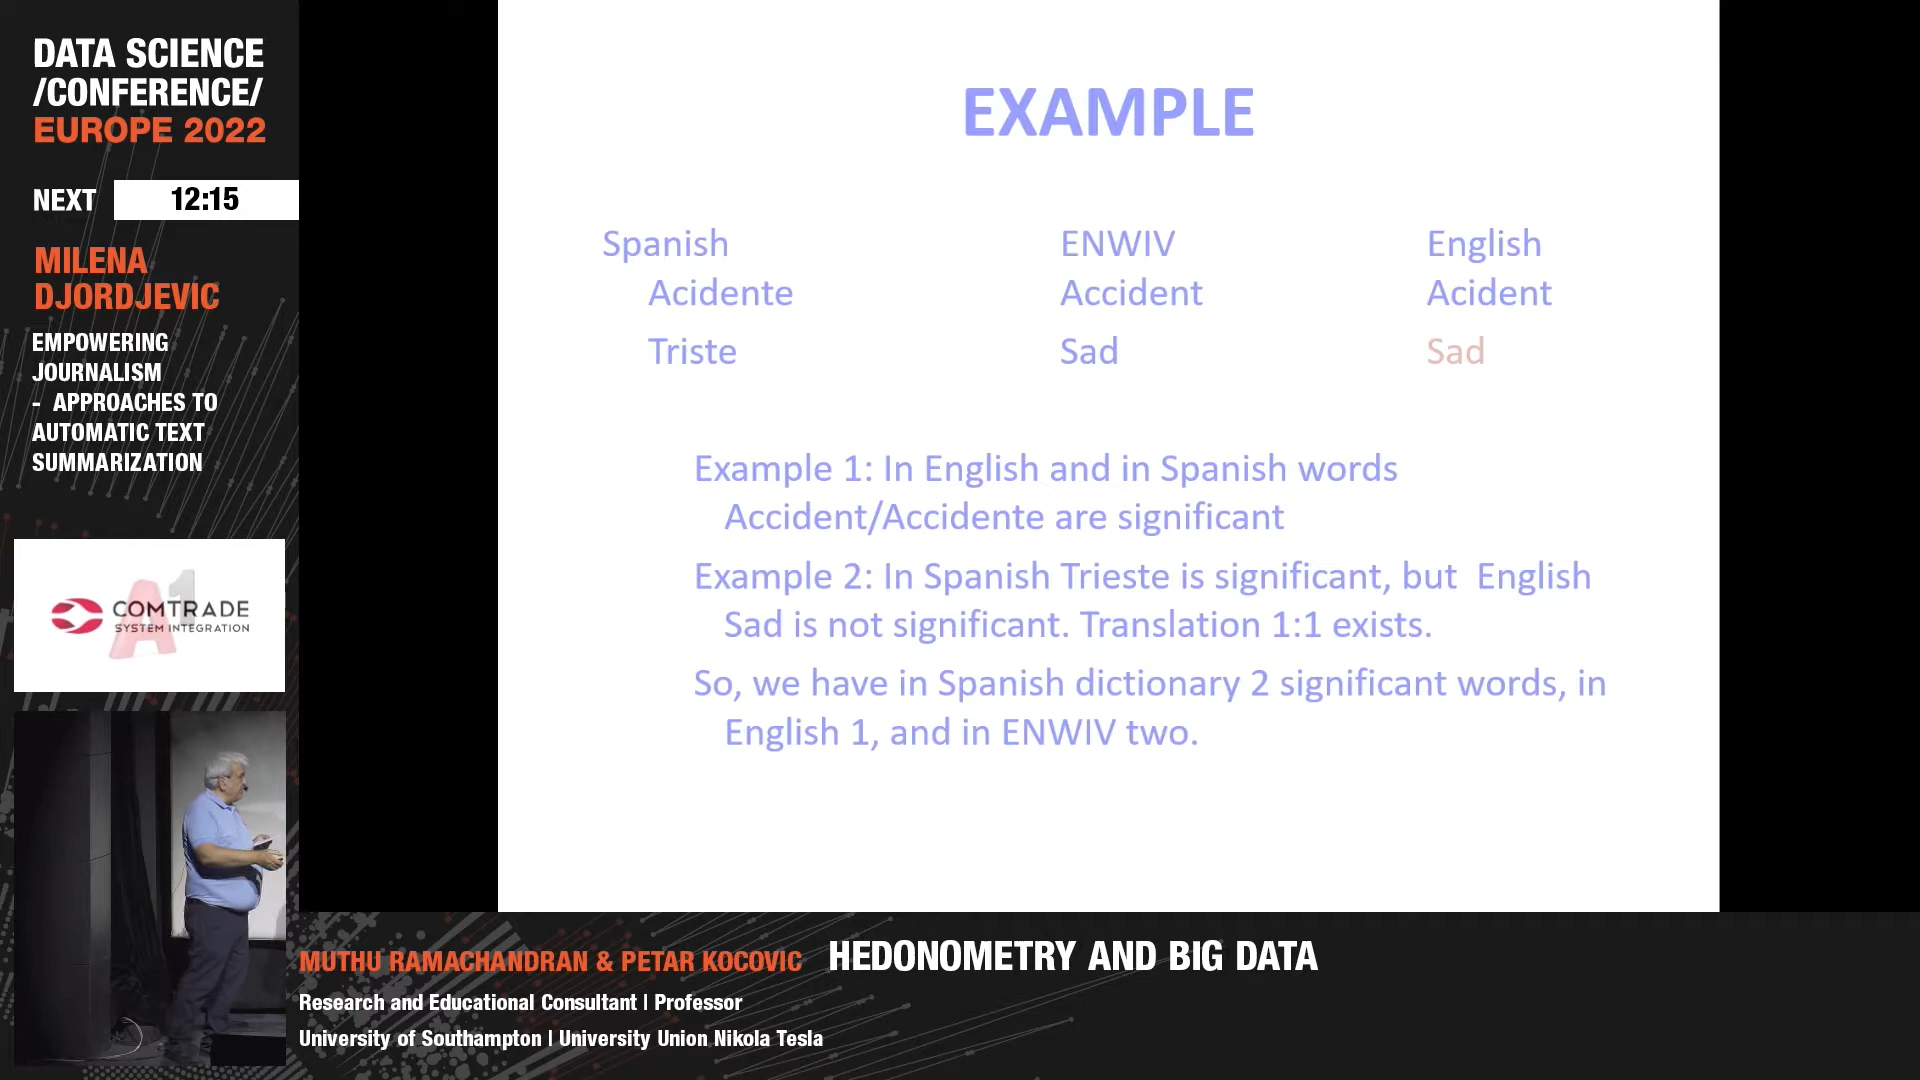 DATA SCIENCE
/CONFERENCE/
EUROPE 2022
NEXT 12:15
MILENA
DJORDJEVIC
EMPOWERING
JOURNALISM
- APPROACHES TO
AUTOMATIC TEXT
SUMMARIZATION
A1
COMTRADE
SYSTEM INTEGRATION
EXAMPLE
Spanish ENWIV English
Acidente Accident Acident
Triste Sad Sad
Example 1: In English and in Spanish words
Accident/Accidente are significant
Example 2: In Spanish Trieste is significant, but English
Sad is not significant. Translation 1:1 exists.
So, we have in Spanish dictionary 2 significant words, in
English 1, and in ENWIV two.
MUTHU RAMACHANDRAN & PETAR KOCOVIC HEDONOMETRY AND BIG DATA
Research and Educational Consultant | Professor
University of Southampton | University Union Nikola Tesla